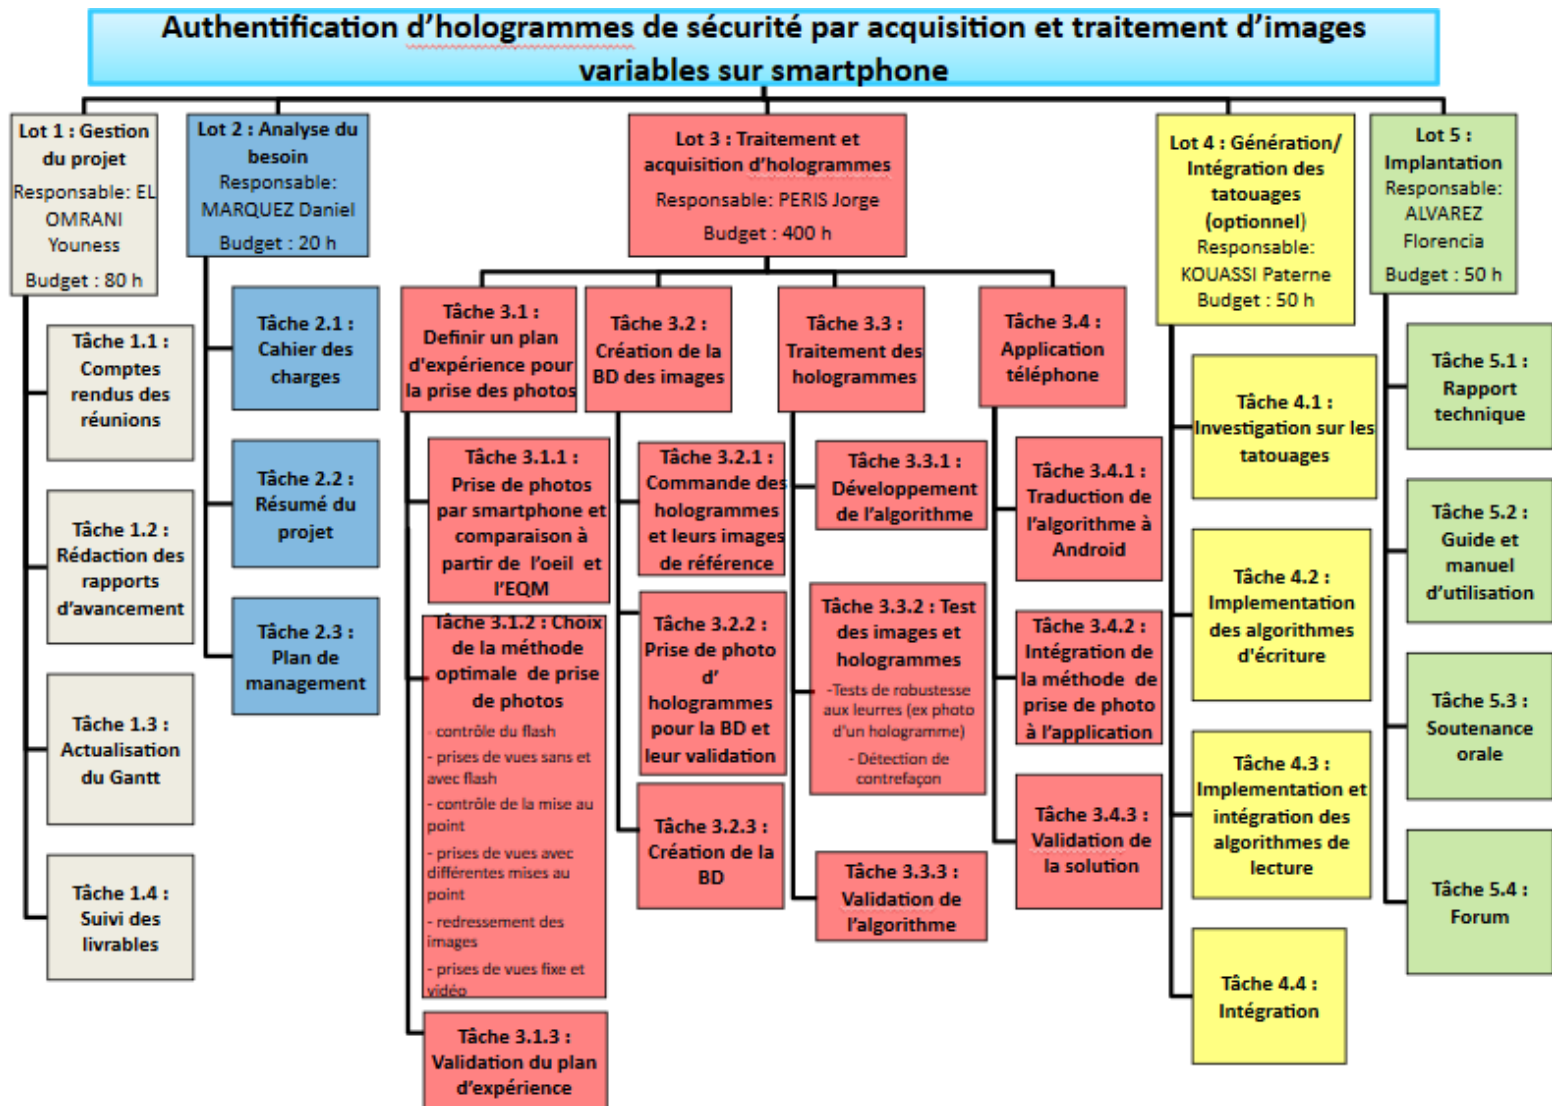 Authentification d’hologrammes de sécurité par acquisition et traitement d’images
variables sur smartphone
Lot 1 : Gestion
du projet
Responsable: EL
OMRANI
Youness
Budget : 80 h
Tâche 1.1 :
Comptes
rendus des
réunions
Tâche 1.2 :
Rédaction des
rapports
d’avancement
Tâche 1.3 :
Actualisation
du Gantt
Tâche 1.4 :
Suivi des
livrables
Lot 2 : Analyse du
besoin
Responsable:
MARQUEZ Daniel
Budget : 20 h
Tâche 2.1 :
Cahier des
charges
Tâche 2.2 :
Résumé du
projet
Tâche 2.3 :
Plan de
management
Lot 3 : Traitement et
acquisition d’hologrammes
Responsable: PERIS Jorge
Budget : 400 h
Tâche 3.1 :
Definir un plan
d'expérience pour
la prise des photos
Tâche 3.1.1 :
Prise de photos
par smartphone et
comparaison à
partir de l’oeil et
l’EQM
Tâche 3.1.2 : Choix
de la méthode
optimale de prise
de photos
- contrôle du flash
- prises de vues sans et
avec flash
- contrôle de la mise au
point
- prises de vues avec
différentes mises au
point
- redressement des
images
- prises de vues fixe et
vidéo
Tâche 3.1.3 :
Validation du plan
d’expérience
Tâche 3.2 :
Création de la
BD des images
Tâche 3.2.1 :
Commande des
hologrammes
et leurs images
de référence
Tâche 3.2.2 :
Prise de photo
d’
hologrammes
pour la BD et
leur validation
Tâche 3.2.3 :
Création de la
BD
Tâche 3.3 :
Traitement des
hologrammes
Tâche 3.3.1 :
Développement
de l’algorithme
Tâche 3.3.2 : Test
des images et
hologrammes
-Tests de robustesse
aux leurres (ex photo
d’un hologramme)
- Détection de
contrefaçon
Tâche 3.3.3 :
Validation de
l’algorithme
Tâche 3.4 :
Application
téléphone
Tâche 3.4.1 :
Traduction de
l’algorithme à
Android
Tâche 3.4.2 :
Intégration de
la méthode de
prise de photo
à l’application
Tâche 3.4.3 :
Validation de
la solution
Lot 4 : Génération/
Intégration des
tatouages
(optionnel)
Responsable:
KOUASSI Paterne
Budget : 50 h
Tâche 4.1 :
Investigation sur les
tatouages
Tâche 4.2 :
Implementation
des algorithmes
d'écriture
Tâche 4.3 :
Implementation et
intégration des
algorithmes de
lecture
Tâche 4.4 :
Intégration
Lot 5 :
Implantation
Responsable:
ALVAREZ
Florencia
Budget : 50 h
Tâche 5.1 :
Rapport
technique
Tâche 5.2 :
Guide et
manuel
d’utilisation
Tâche 5.3 :
Soutenance
orale
Tâche 5.4 :
Forum